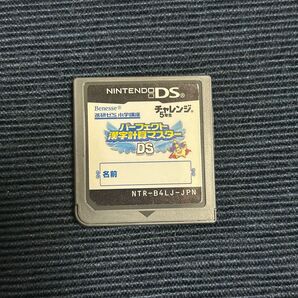 NINTENDO DS
Benesse® チャレンジ®
進研ゼミ 小学講座 5年生
パーフェクト
漢字計算マスター
DS
名前
NTR-B4LJ-JPN